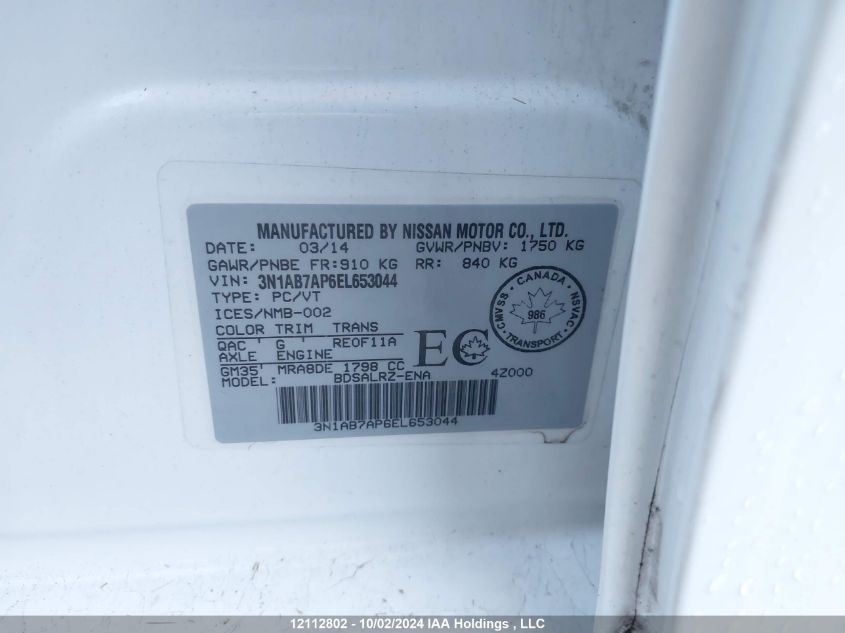 MANUFACTURED BY NISSAN MOTOR CO., LTD.
DATE: 03/14 GVWR/PNBV: 1750 KG
GAWR/PNBE FR:910 KG RR: 840 KG
VIN: 3N1AB7AP6EL653044
TYPE: PC/VT
ICES/NMB-002
COLOR TRIM TRANS
QAC ' G ' REOF11A
AXLE ENGINE
GM35' MRA8DE 1798 CC
MODEL: BDSALRZ-ENA
EC
4Z000
CANADA
CMVSS NSVAC
986
TRANSPORT
3N1AB7AP6EL653044
12112802 - 10/02/2024 IAA Holdings , LLC